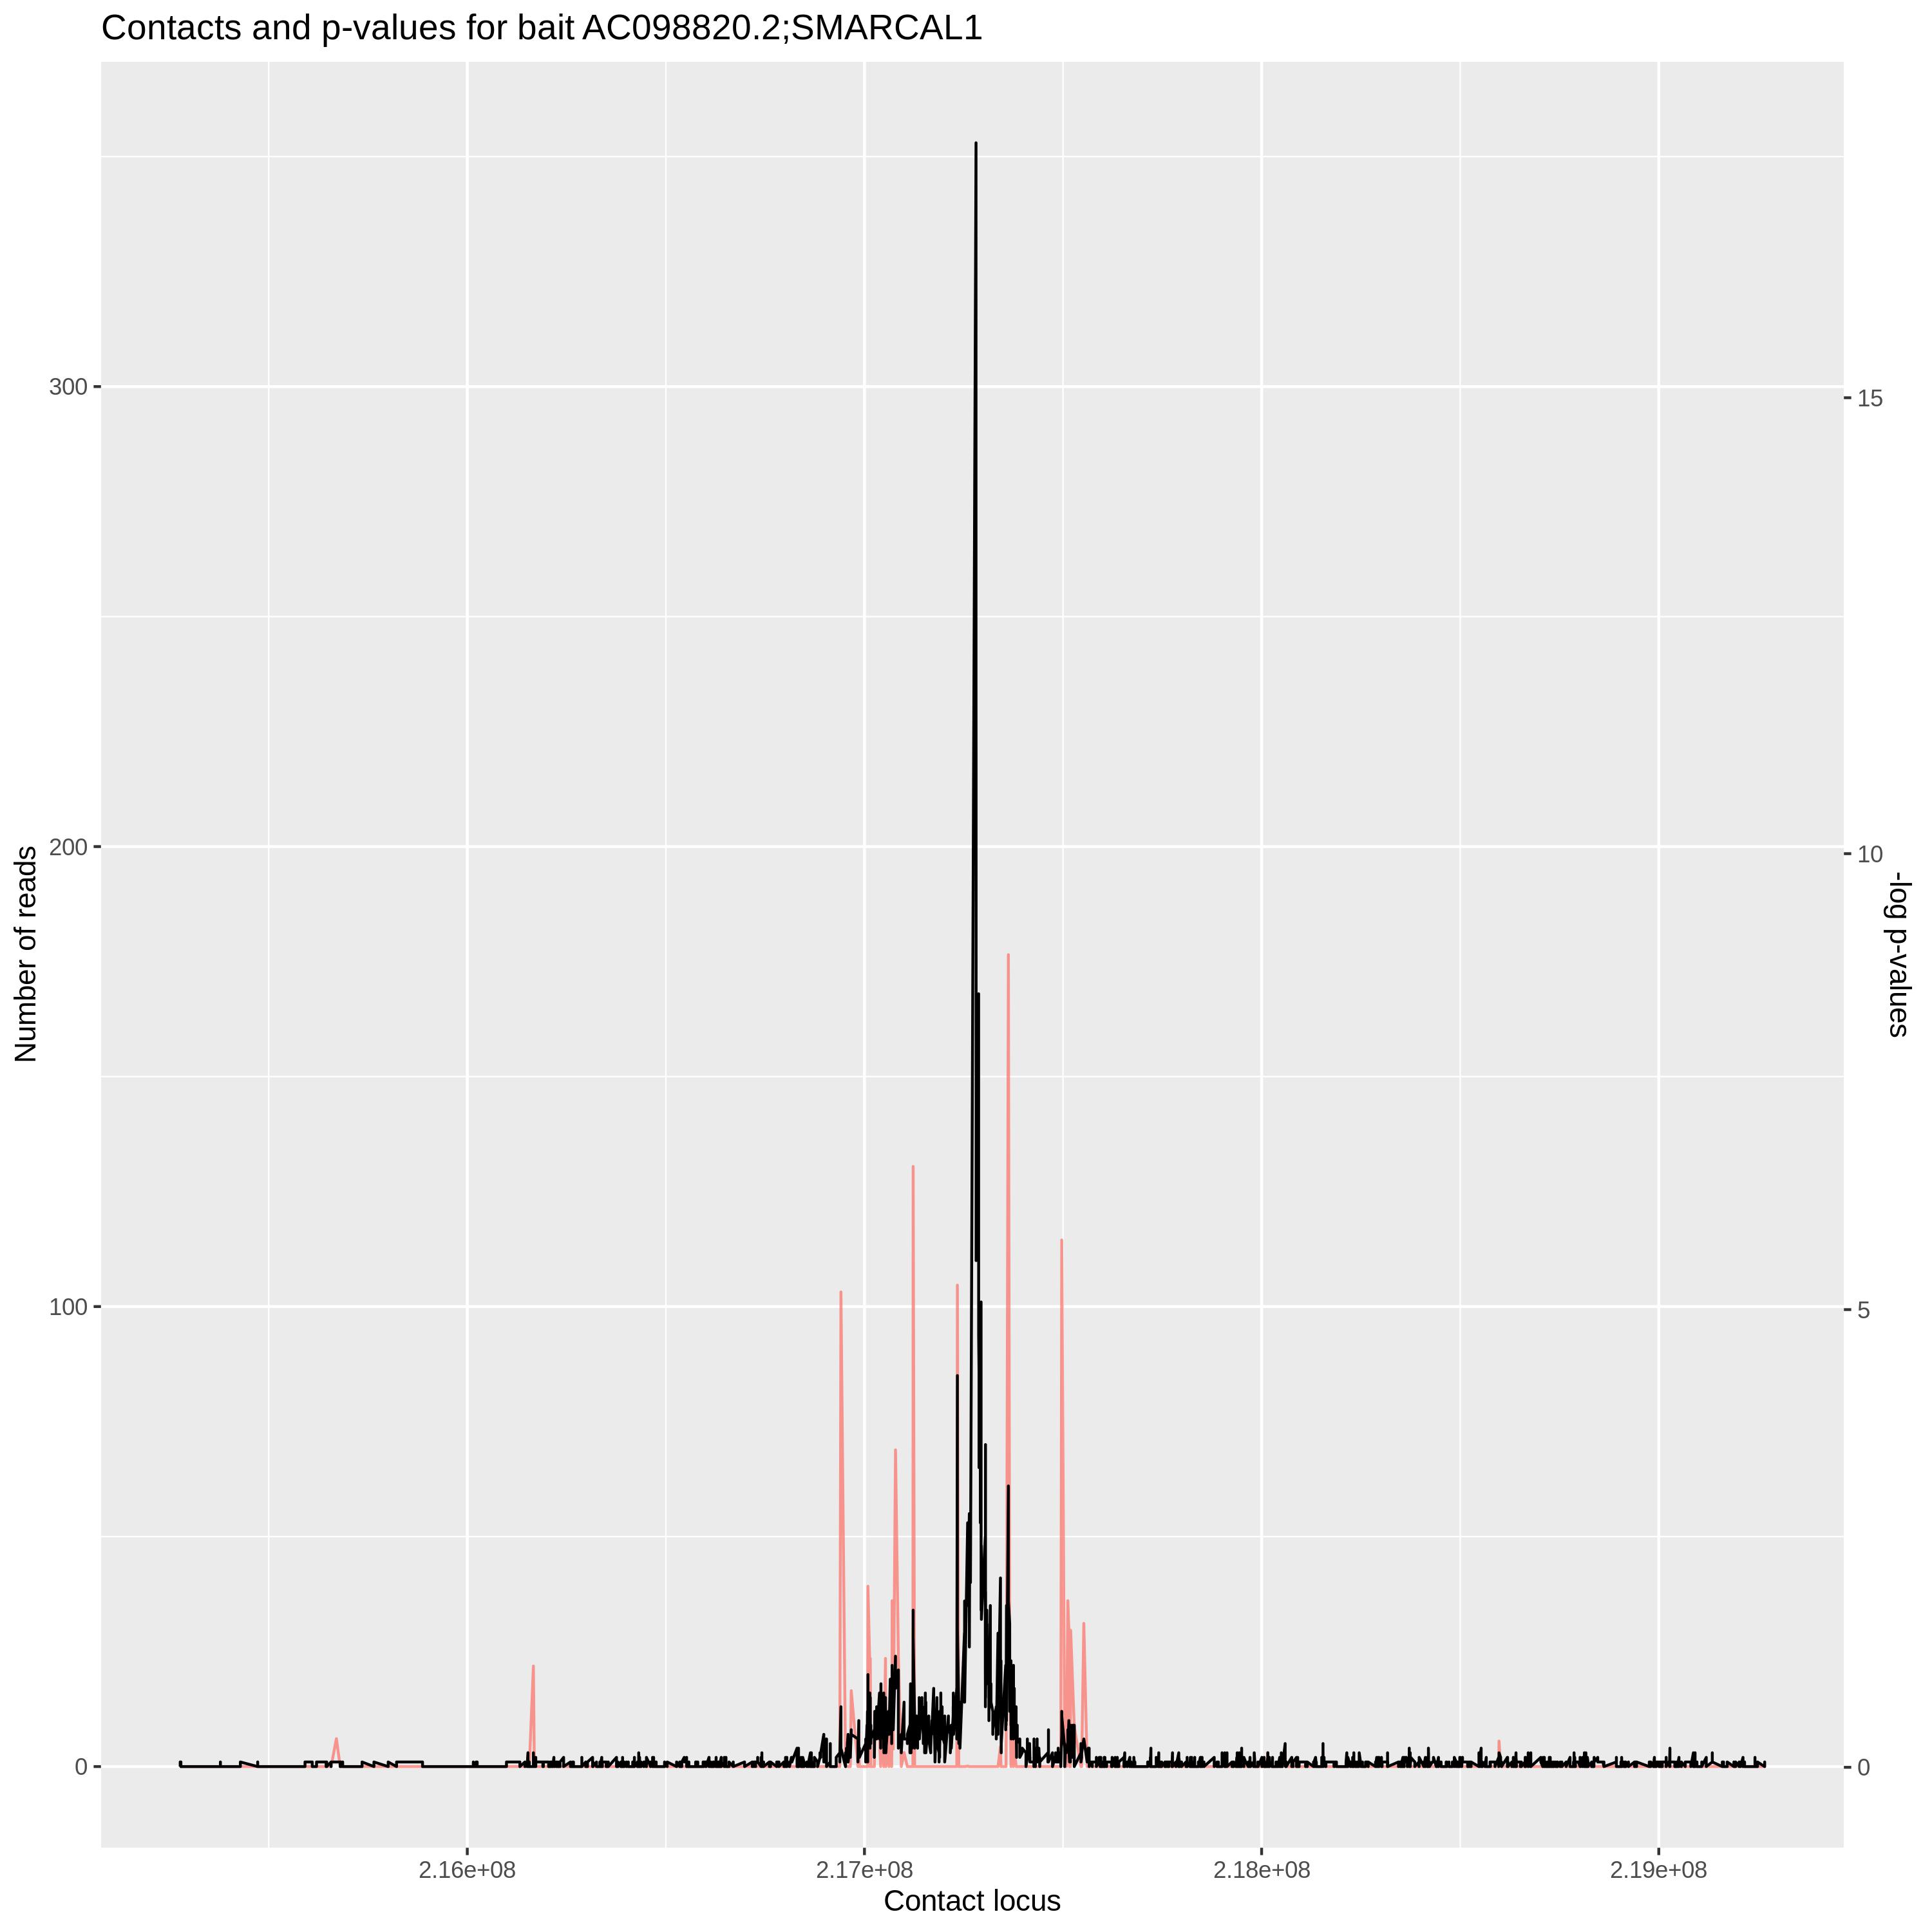 Contacts and p-values for bait AC098820.2;SMARCAL1
300
200
100
0
Number of reads
15
10
5
0
-log p-values
2.16e+08
2.17e+08
2.18e+08
2.19e+08
Contact locus